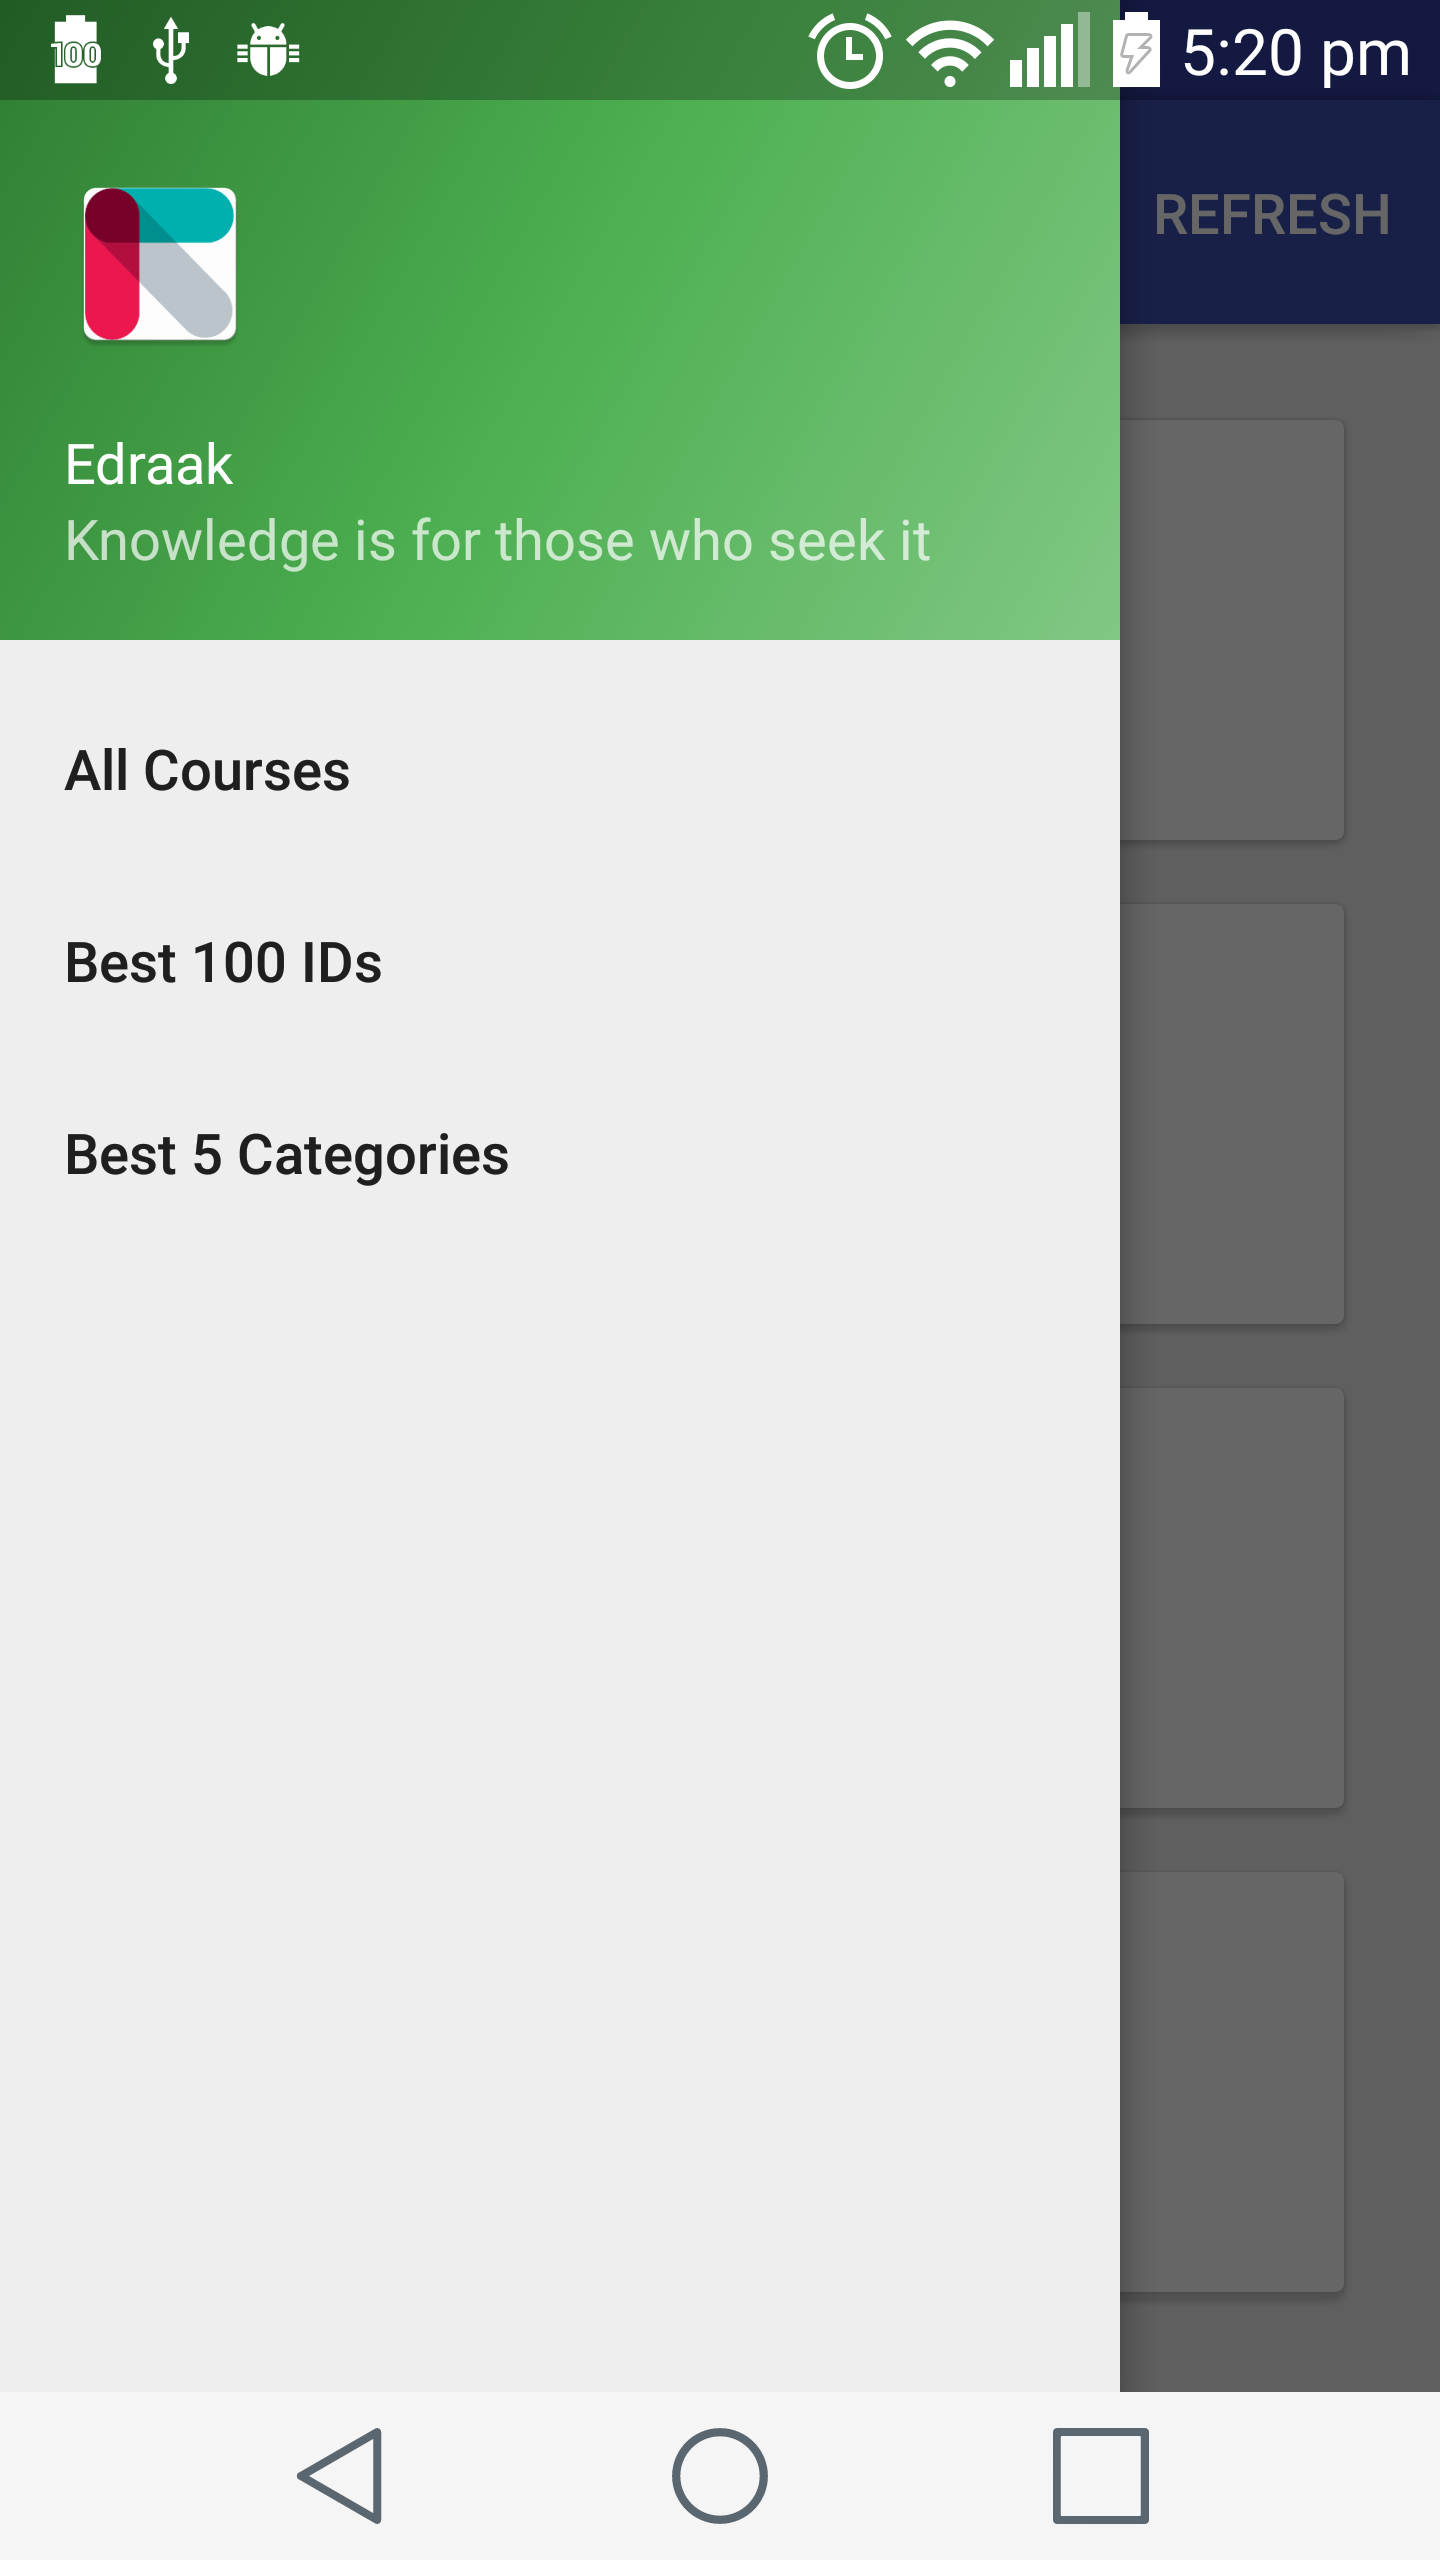 100
5:20 pm
REFRESH
Edraak
Knowledge is for those who seek it
All Courses
Best 100 IDs
Best 5 Categories